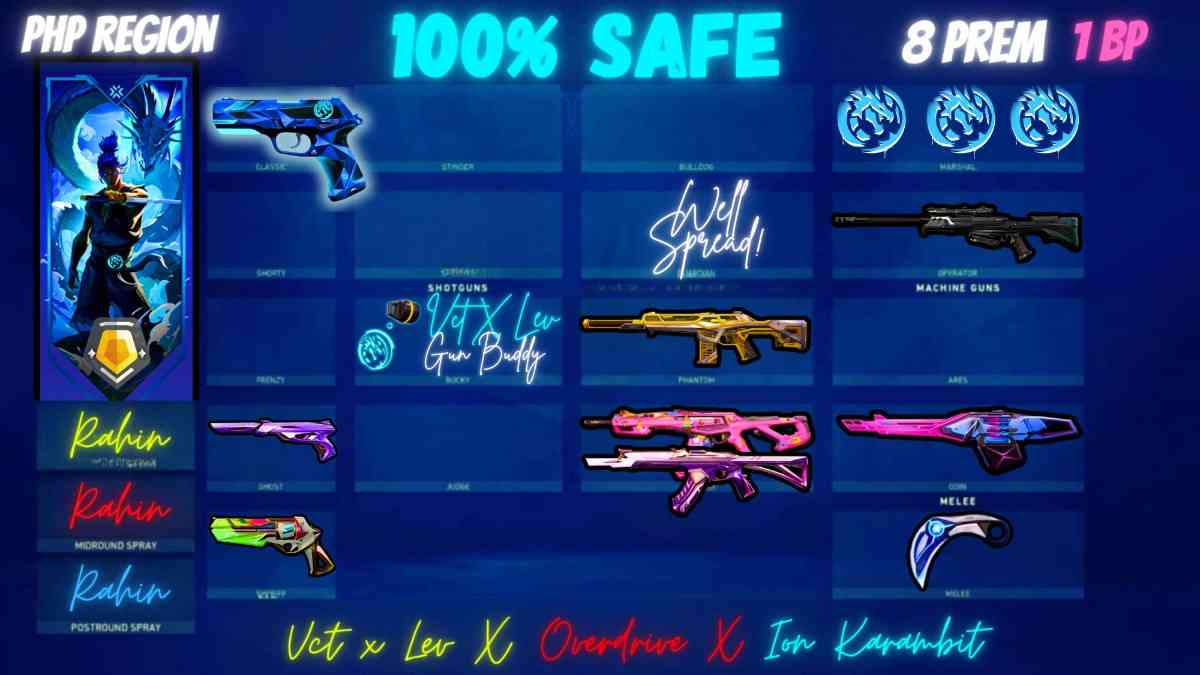 PHP REGION
100% SAFE
8 PREM 1 BP
CLASSIC
STINGER
BULLDOG
MARSHAL
Well
Spread!
SHORTY
OPERATOR
SHOTGUNS
MACHINE GUNS
Vct X Lev
Gun Buddy
FRENZY
BUCKY
PHANTOM
ARES
Rahin
GHOST
JUDGE
ODIN
MELEE
Rahin
MIDROUND SPRAY
Rahin
MELEE
POSTROUND SPRAY
Vct x Lev X Overdrive X Ion Karambit